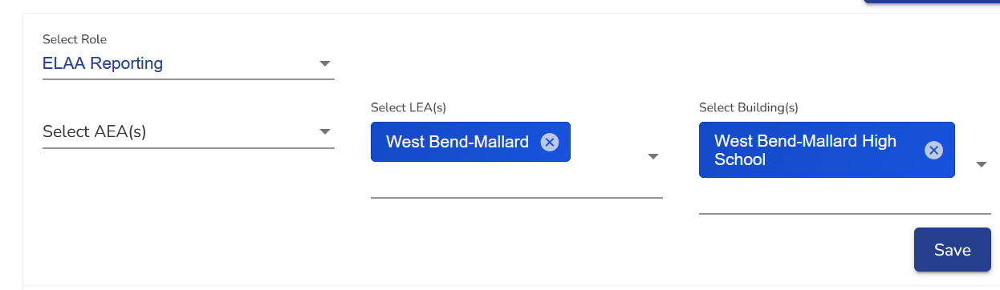 Select Role
ELAA Reporting
Select AEA(s)
Select LEA(s)
West Bend-Mallard
Select Building(s)
West Bend-Mallard High
School
Save